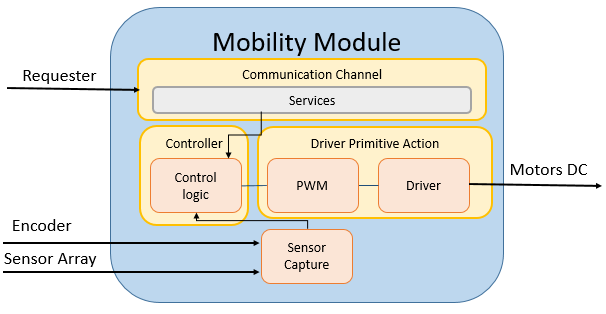 Mobility Module
Requester
Communication Channel
Services
Controller
Driver Primitive Action
Control
logic
PWM
Driver
Motors DC
Encoder
Sensor Array
Sensor
Capture